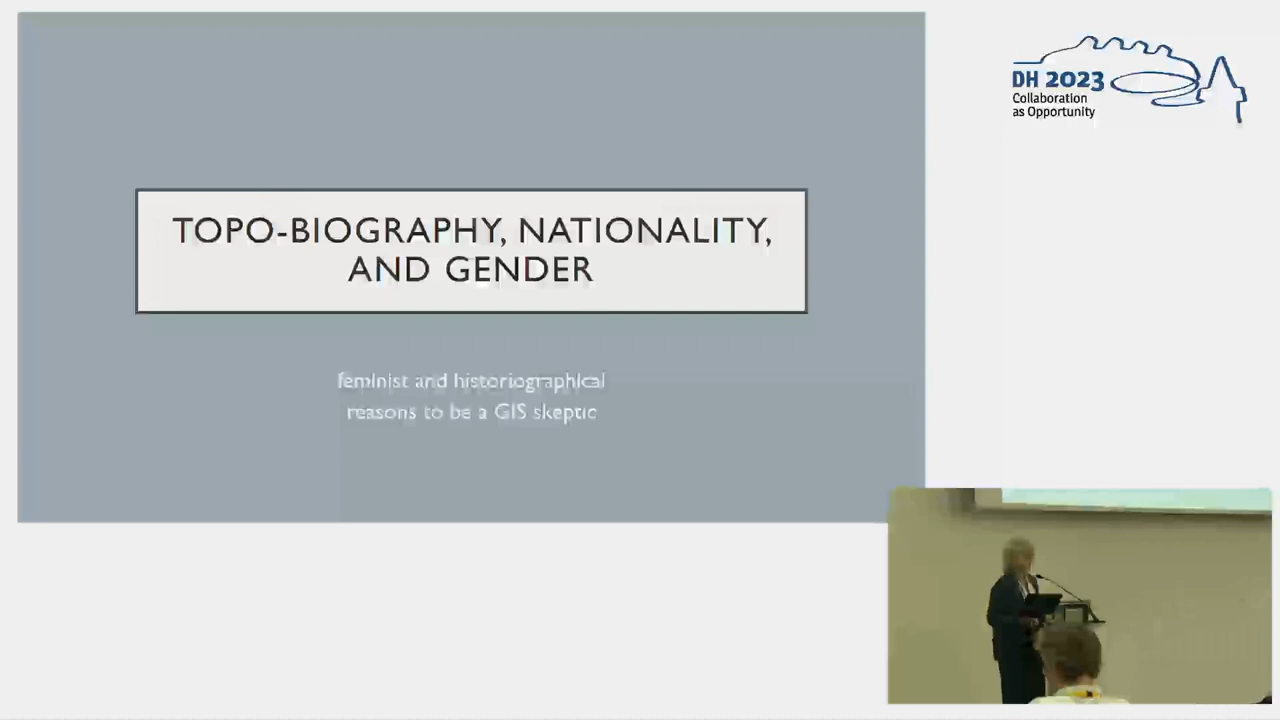 TOPO-BIOGRAPHY, NATIONALITY,
AND GENDER
feminist and historiographical
reasons to be a GIS skeptic
DH 2023
Collaboration
as Opportunity